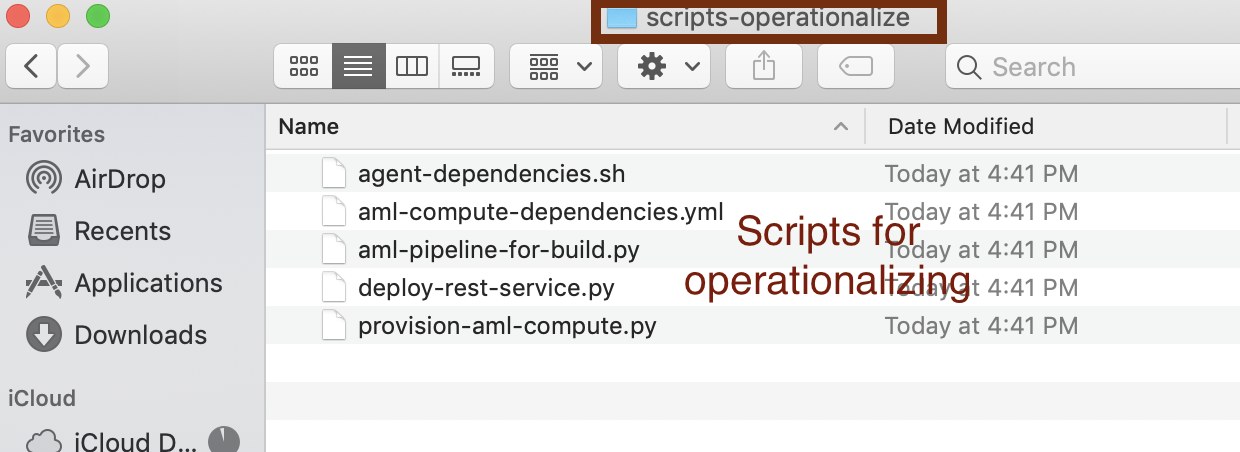 scripts-operationalize
Search
Favorites
AirDrop
Recents
Applications
Downloads
iCloud
iCloud D...
Name
Date Modified
agent-dependencies.sh
Today at 4:41 PM
aml-compute-dependencies.yml
Today at 4:41 PM
aml-pipeline-for-build.py
Today at 4:41 PM
deploy-rest-service.py
Today at 4:41 PM
provision-aml-compute.py
Today at 4:41 PM
Scripts for
operationalizing